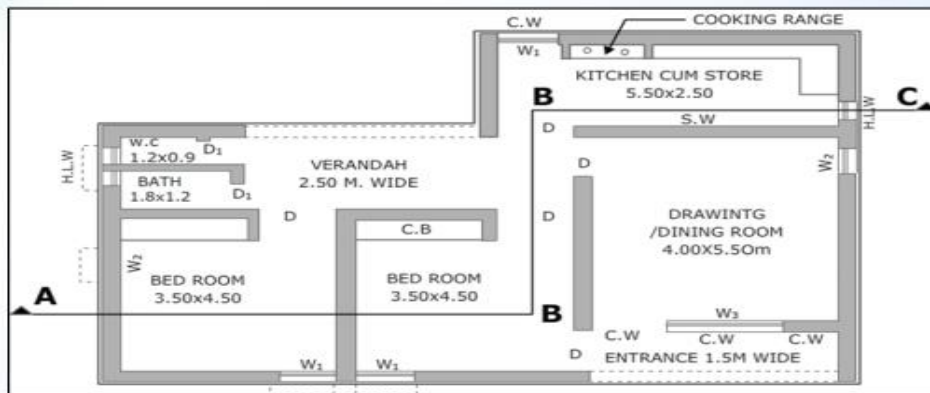 C.W
COOKING RANGE
W₁
KITCHEN CUM STORE
5.50x2.50
B
C
D
S.W
H.L.W
W.C
1.2x0.9
D₁
VERANDAH
2.50 M. WIDE
D
W₂
H.L.W
BATH
1.8x1.2
D₁
D
C.B
D
DRAWINTG
/DINING ROOM
4.00X5.5Om
W₂
BED ROOM
3.50x4.50
BED ROOM
3.50x4.50
A
B
W₃
C.W
C.W
C.W
D
ENTRANCE 1.5M WIDE
W₁
W₁